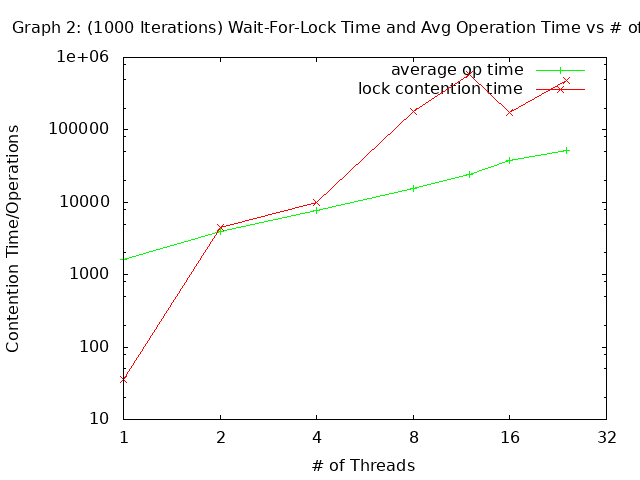 Graph 2: (1000 Iterations) Wait-For-Lock Time and Avg Operation Time vs # of
1e+06
100000
10000
1000
100
10
Contention Time/Operations
average op time
lock contention time
1 2 4 8 16 32
# of Threads